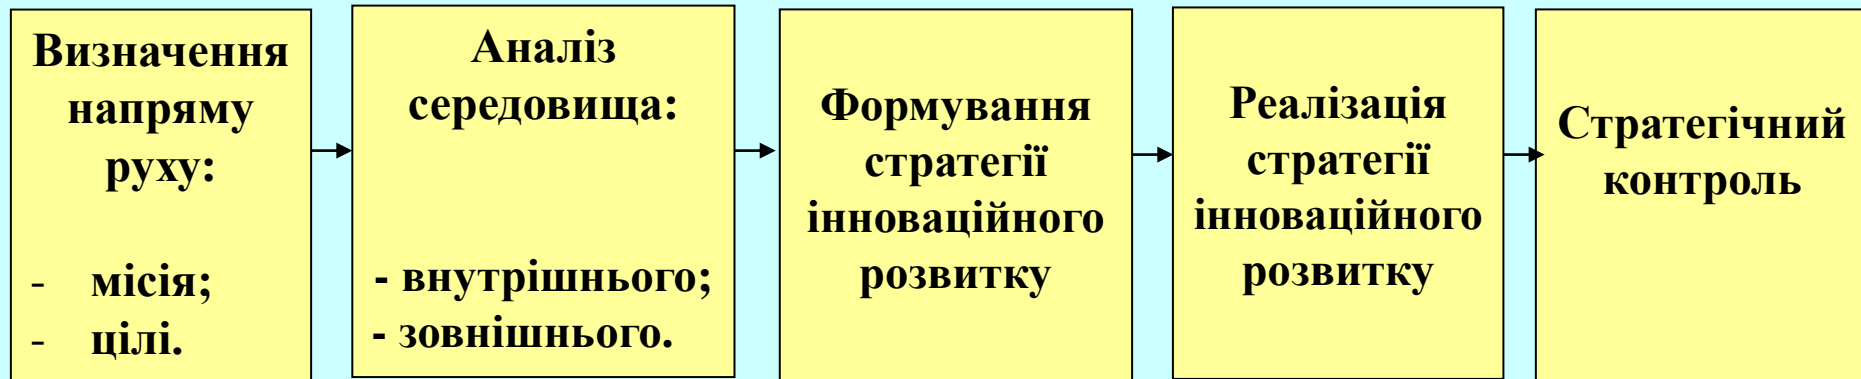 Визначення
напряму
руху:
- місія;
- цілі.
Аналіз
середовища:
- внутрішнього;
- зовнішнього.
Формування
стратегії
інноваційного
розвитку
Реалізація
стратегії
інноваційного
розвитку
Стратегічний
контроль